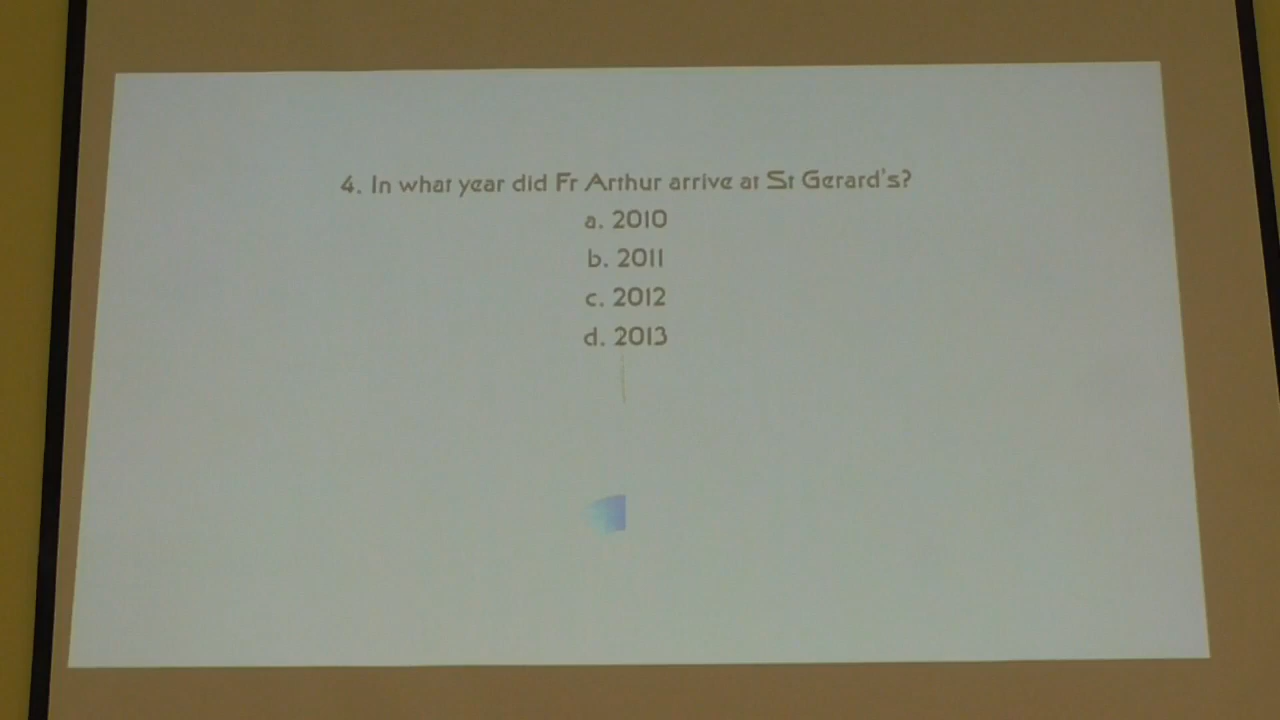 4. In what year did Fr Arthur arrive at St Gerard's?
a. 2010
b. 2011
c. 2012
d. 2013